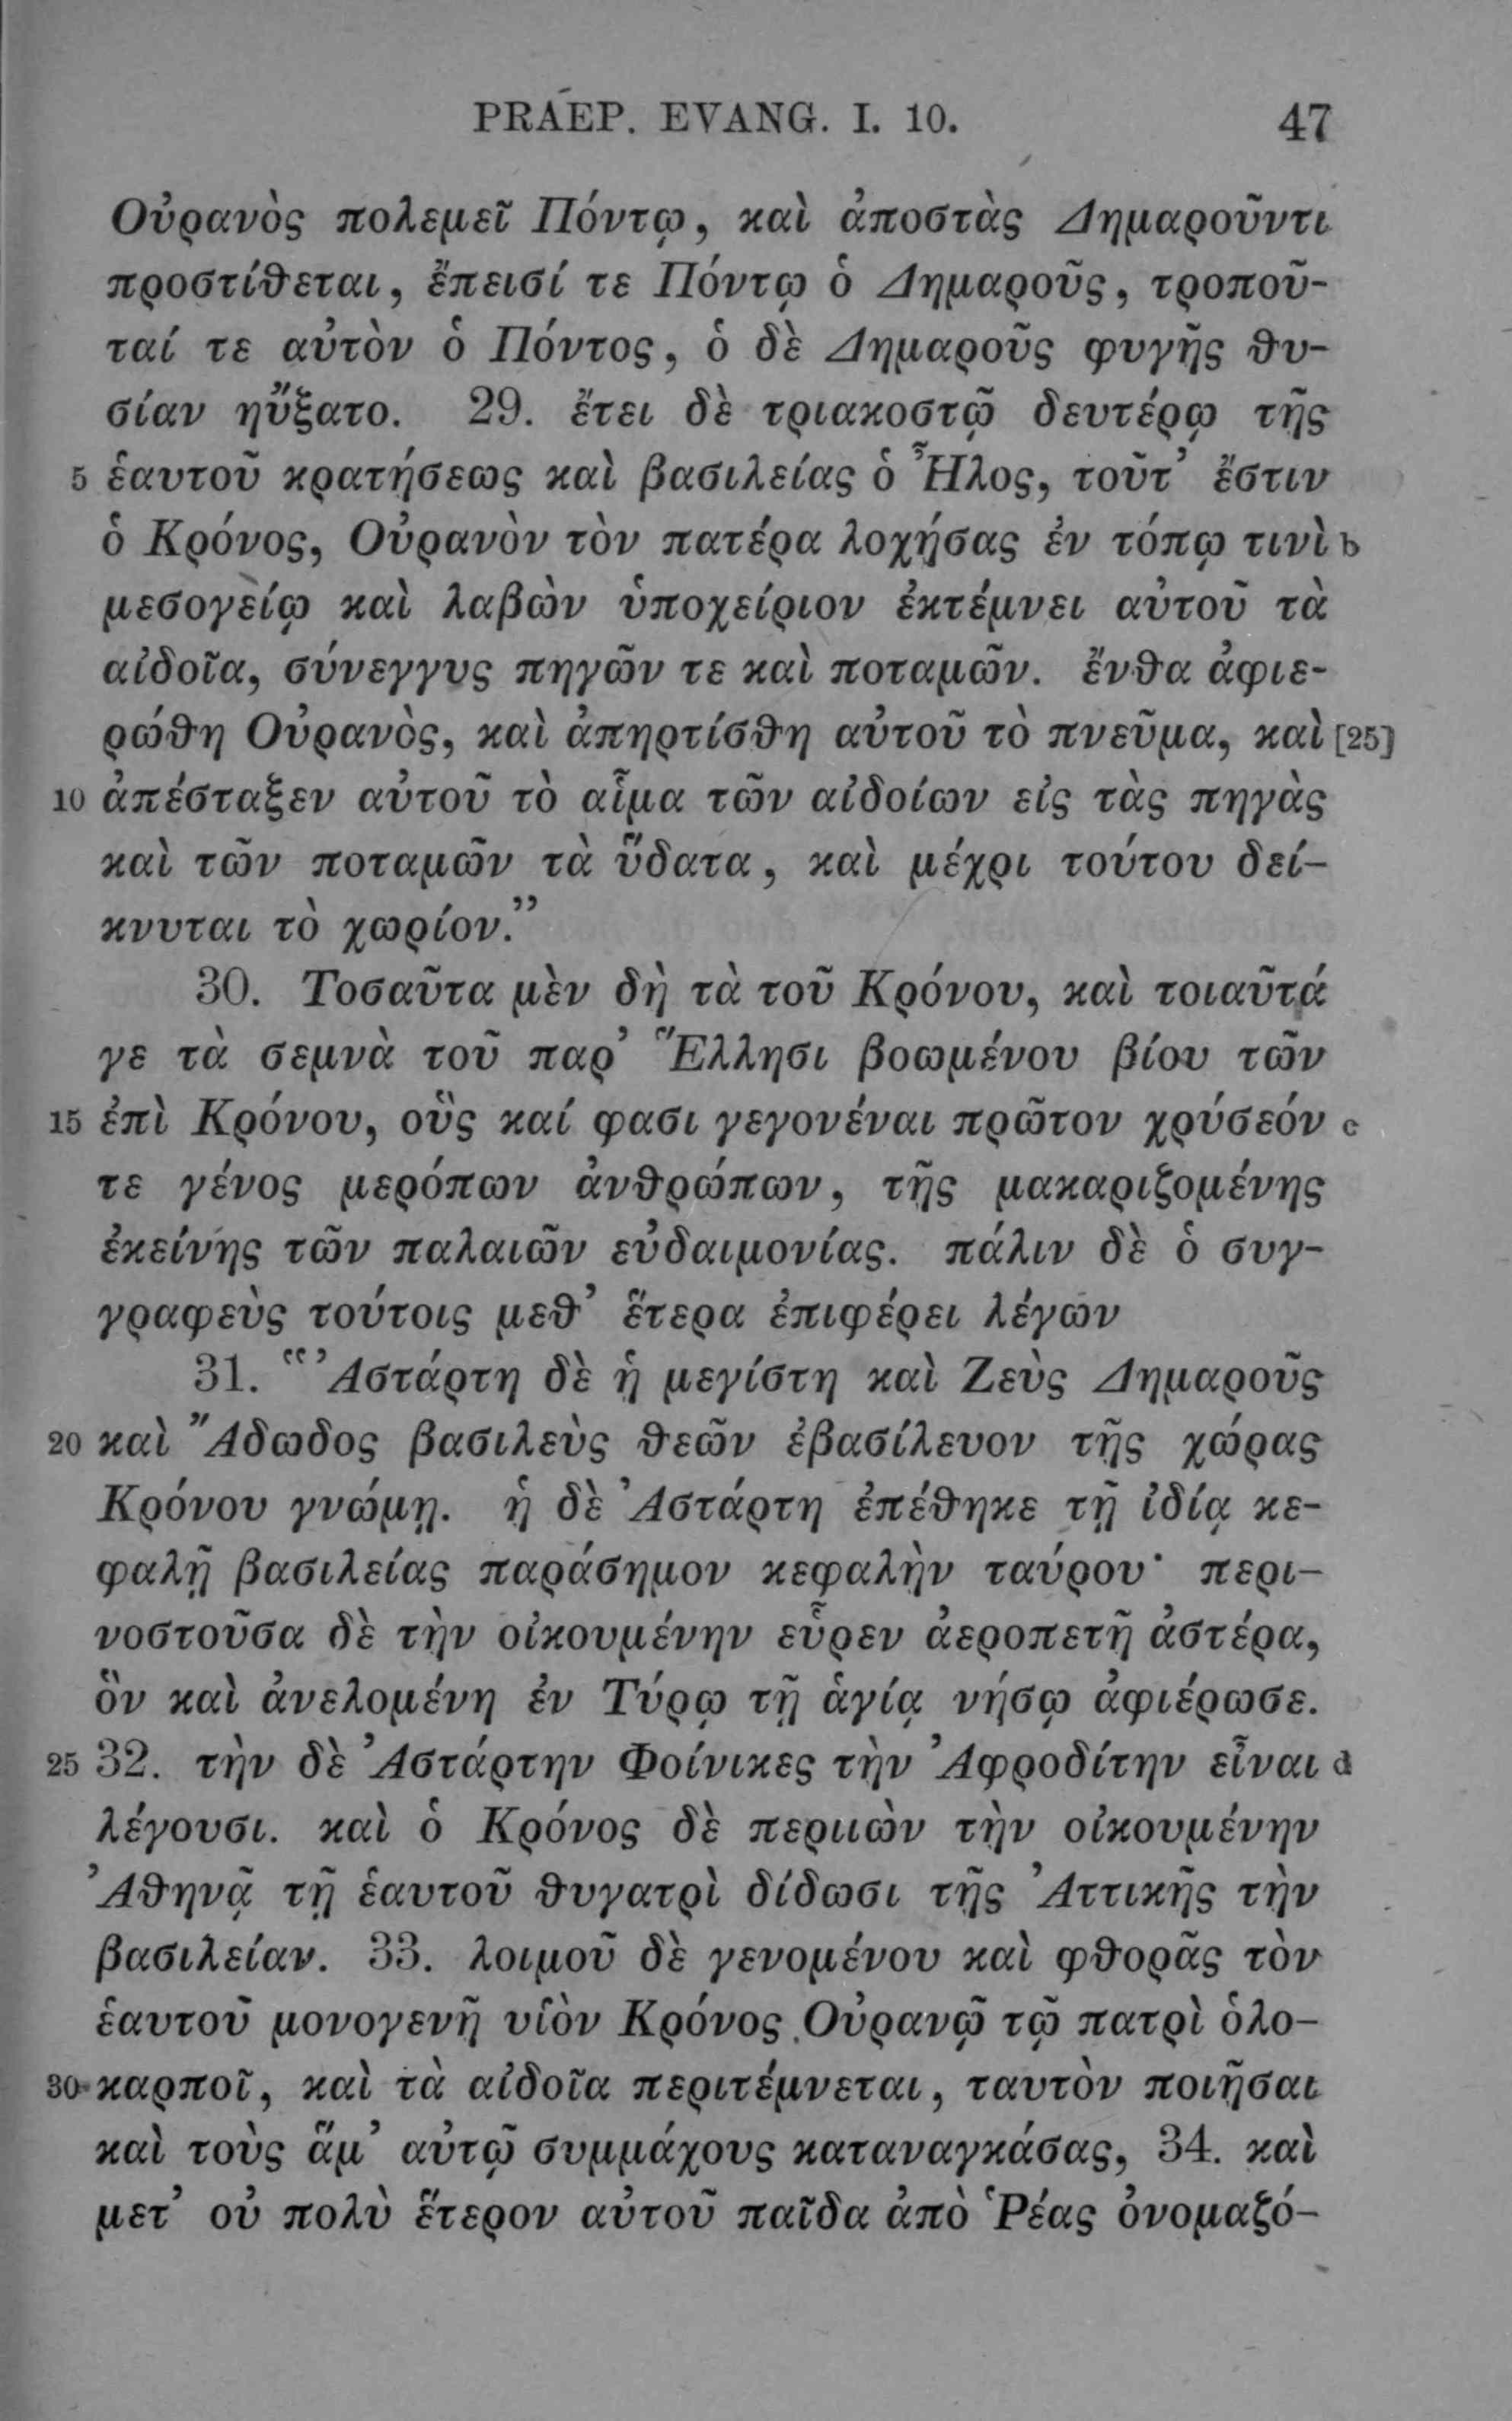 PRAEP. EVANG. I. 10. 47
Οὐρανὸς πολεμεῖ Πόντῳ, καὶ ἀποστὰς Δημαροῦντι
προστίθεται, ἔπεισί τε Πόντῳ ὁ Δημαροῦς, τροποῦ-
ταί τε αὐτὸν ὁ Πόντος, ὁ δὲ Δημαροῦς φυγῆς θυ-
σίαν ηὔξατο. 29. ἔτει δὲ τριακοστῷ δευτέρῳ τῆς
5 ἑαυτοῦ κρατήσεως καὶ βασιλείας ὁ Ἦλος, τοῦτ’ ἔστιν
ὁ Κρόνος, Οὐρανὸν τὸν πατέρα λοχήσας ἐν τόπῳ τινὶ b
μεσογείῳ καὶ λαβὼν ὑποχείριον ἐκτέμνει αὐτοῦ τὰ
αἰδοῖα, σύνεγγυς πηγῶν τε καὶ ποταμῶν. ἔνθα ἀφιε-
ρώθη Οὐρανὸς, καὶ ἀπηρτίσθη αὐτοῦ τὸ πνεῦμα, καὶ [25]
10 ἀπέσταξεν αὐτοῦ τὸ αἷμα τῶν αἰδοίων εἰς τὰς πηγὰς
καὶ τῶν ποταμῶν τὰ ὕδατα, καὶ μέχρι τούτου δεί-
κνυται τὸ χωρίον.”
30. Τοσαῦτα μὲν δὴ τὰ τοῦ Κρόνου, καὶ τοιαῦτά
γε τὰ σεμνὰ τοῦ παρ’ Ἕλλησι βοωμένου βίου τῶν
15 ἐπὶ Κρόνου, οὓς καί φασι γεγονέναι πρῶτον χρύσεόν c
τε γένος μερόπων ἀνθρώπων, τῆς μακαριζομένης
ἐκείνης τῶν παλαιῶν εὐδαιμονίας. πάλιν δὲ ὁ συγ-
γραφεὺς τούτοις μεθ’ ἕτερα ἐπιφέρει λέγων
31. “Ἀστάρτη δὲ ἡ μεγίστη καὶ Ζεὺς Δημαροῦς
20 καὶ Ἄδωδος βασιλεὺς θεῶν ἐβασίλευον τῆς χώρας
Κρόνου γνώμῃ. ἡ δὲ Ἀστάρτη ἐπέθηκε τῇ ἰδίᾳ κε-
φαλῇ βασιλείας παράσημον κεφαλὴν ταύρου· περι-
νοστοῦσα δὲ τὴν οἰκουμένην εὗρεν ἀεροπετῆ ἀστέρα,
ὃν καὶ ἀνελομένη ἐν Τύρῳ τῇ ἁγίᾳ νήσῳ ἀφιέρωσε.
25 32. τὴν δὲ Ἀστάρτην Φοίνικες τὴν Ἀφροδίτην εἶναι d
λέγουσι. καὶ ὁ Κρόνος δὲ περιιὼν τὴν οἰκουμένην
Ἀθηνᾷ τῇ ἑαυτοῦ θυγατρὶ δίδωσι τῆς Ἀττικῆς τὴν
βασιλείαν. 33. λοιμοῦ δὲ γενομένου καὶ φθορᾶς τὸν
ἑαυτοῦ μονογενῆ υἱὸν Κρόνος Οὐρανῷ τῷ πατρὶ ὁλο-
30 καρποῖ, καὶ τὰ αἰδοῖα περιτέμνεται, ταυτὸν ποιῆσαι
καὶ τοὺς ἅμ’ αὐτῷ συμμάχους καταναγκάσας, 34. καὶ
μετ’ οὐ πολὺ ἕτερον αὐτοῦ παῖδα ἀπὸ Ῥέας ὀνομαζό-